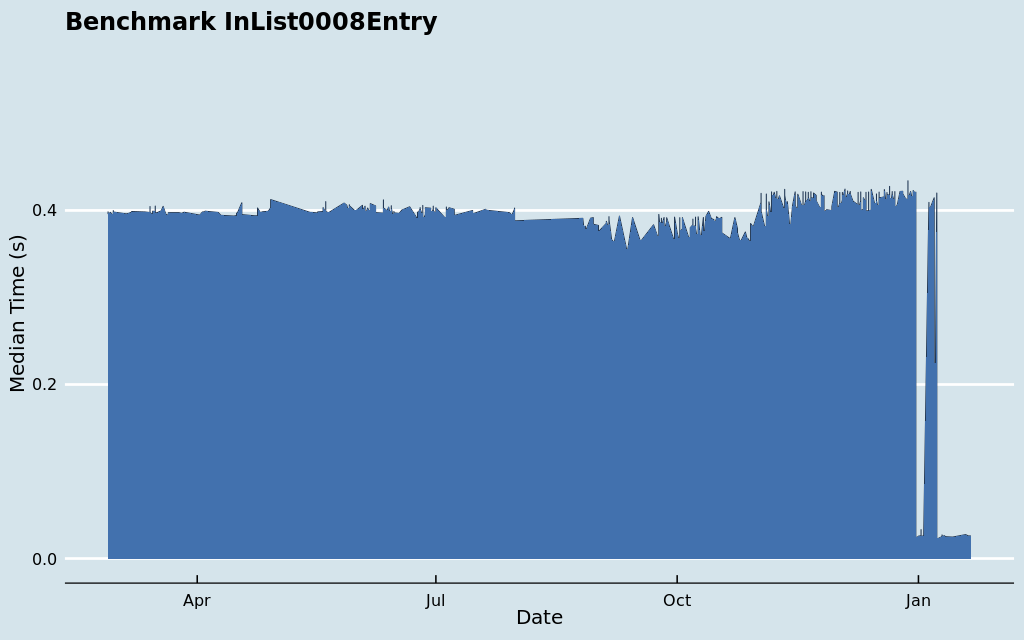 Benchmark InList0008Entry
Median Time (s)
0.4
0.2
0.0
Apr
Jul
Oct
Jan
Date